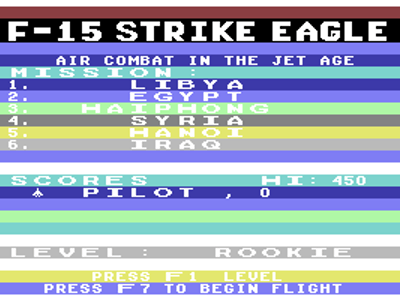 F-15 STRIKE EAGLE
AIR COMBAT IN THE JET AGE
MISSION :
1. LIBYA
2. EGYPT
3. HAIPHONG
4. SYRIA
5. HANOI
6. IRAQ
SCORES HI: 450
PILOT , 0
LEVEL : ROOKIE
PRESS F1 LEVEL
PRESS F7 TO BEGIN FLIGHT